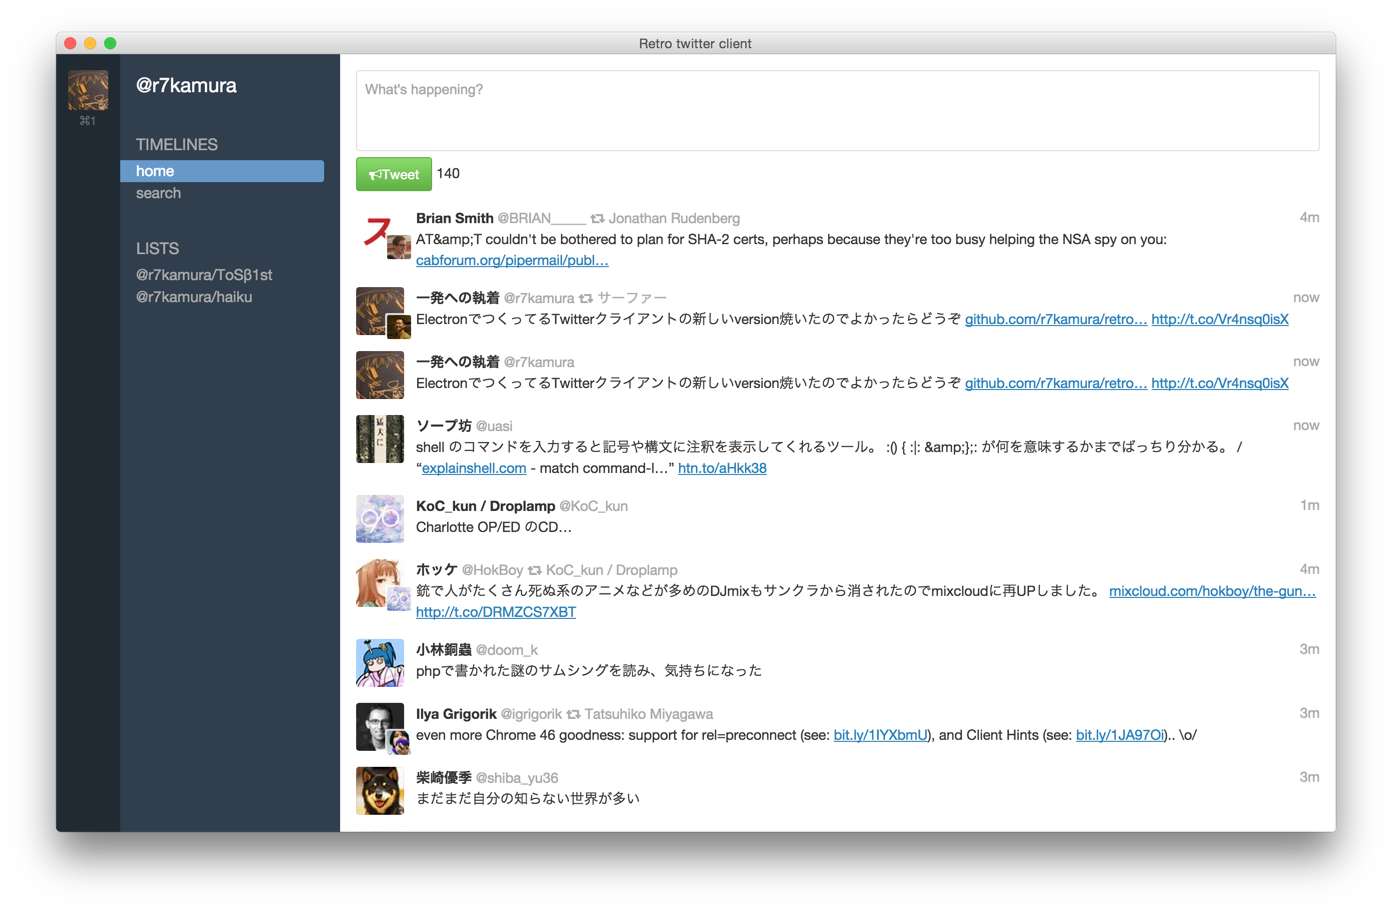 Retro twitter client
⌘1
@r7kamura
TIMELINES
home
search
LISTS
@r7kamura/ToSβ1st
@r7kamura/haiku
What's happening?
Tweet 140
Brian Smith @BRIAN_____ Jonathan Rudenberg 4m
AT&amp;T couldn't be bothered to plan for SHA-2 certs, perhaps because they're too busy helping the NSA spy on you:
cabforum.org/pipermail/publ…
一発への執着 @r7kamura サーファー now
ElectronでつくってるTwitterクライアントの新しいversion焼いたのでよかったらどうぞ github.com/r7kamura/retro… http://t.co/Vr4nsq0isX
一発への執着 @r7kamura now
ElectronでつくってるTwitterクライアントの新しいversion焼いたのでよかったらどうぞ github.com/r7kamura/retro… http://t.co/Vr4nsq0isX
ソープ坊 @uasi now
shell のコマンドを入力すると記号や構文に注釈を表示してくれるツール。 :() { :|: &amp;};: が何を意味するかまでばっちり分かる。 /
“explainshell.com - match command-l…” htn.to/aHkk38
KoC_kun / Droplamp @KoC_kun 1m
Charlotte OP/ED のCD…
ホッケ @HokBoy KoC_kun / Droplamp 4m
銃で人がたくさん死ぬ系のアニメなどが多めのDJmixもサンクラから消されたのでmixcloudに再UPしました。 mixcloud.com/hokboy/the-gun…
http://t.co/DRMZCS7XBT
小林銅蟲 @doom_k 3m
phpで書かれた謎のサムシングを読み、気持ちになった
Ilya Grigorik @igrigorik Tatsuhiko Miyagawa 3m
even more Chrome 46 goodness: support for rel=preconnect (see: bit.ly/1IYXbmU), and Client Hints (see: bit.ly/1JA97Oi).. \o/
柴崎優季 @shiba_yu36 3m
まだまだ自分の知らない世界が多い